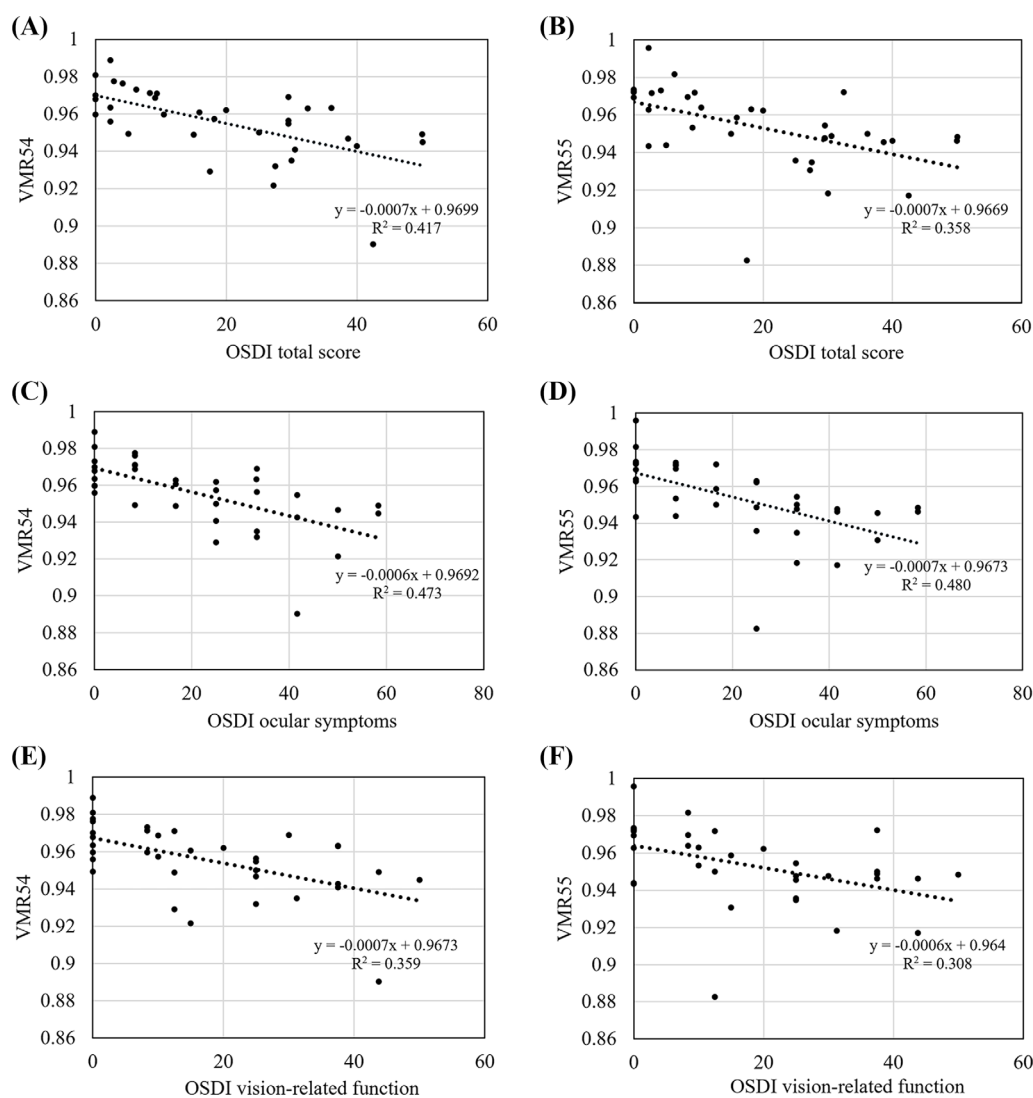 (A)
1
0.98
0.96
0.94
0.92
0.9
0.88
0.86
VMR54
y = -0.0007x + 0.9699
R² = 0.417
0 20 40 60
OSDI total score
(B)
1
0.98
0.96
0.94
0.92
0.9
0.88
0.86
VMR55
y = -0.0007x + 0.9669
R² = 0.358
0 20 40 60
OSDI total score
(C)
1
0.98
0.96
0.94
0.92
0.9
0.88
0.86
VMR54
y = -0.0006x + 0.9692
R² = 0.473
0 20 40 60 80
OSDI ocular symptoms
(D)
1
0.98
0.96
0.94
0.92
0.9
0.88
0.86
VMR55
y = -0.0007x + 0.9673
R² = 0.480
0 20 40 60 80
OSDI ocular symptoms
(E)
1
0.98
0.96
0.94
0.92
0.9
0.88
0.86
VMR54
y = -0.0007x + 0.9673
R² = 0.359
0 20 40 60
OSDI vision-related function
(F)
1
0.98
0.96
0.94
0.92
0.9
0.88
0.86
VMR55
y = -0.0006x + 0.964
R² = 0.308
0 20 40 60
OSDI vision-related function